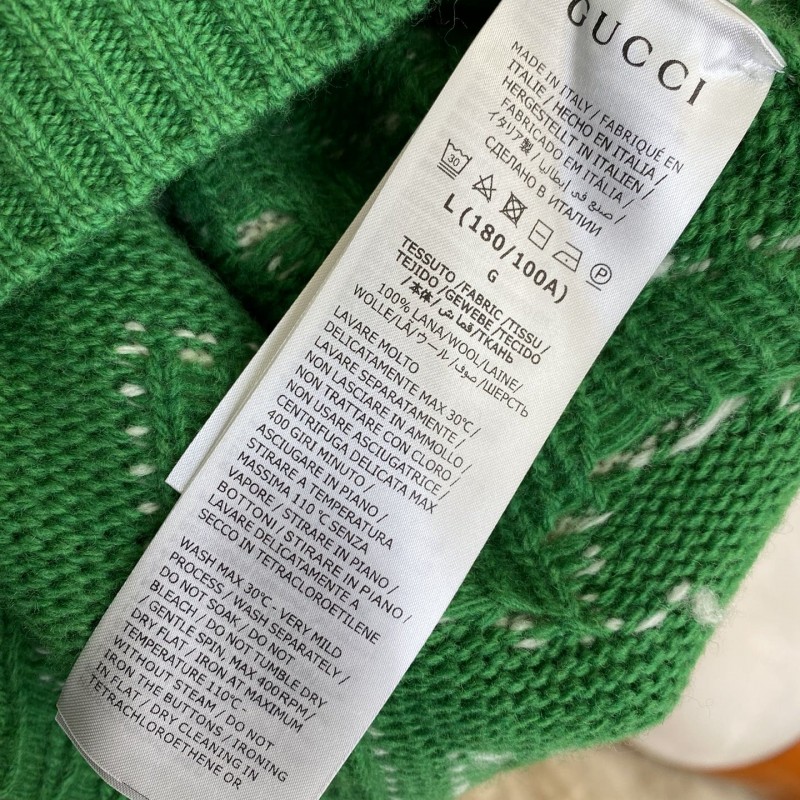 GUCCI
MADE IN ITALY / FABRIQUÉ EN
ITALIE / HECHO EN ITALIA /
HERGESTELLT IN ITALIEN
FABRICADO EM ITALIA /
イタリア製 / صنع في إيطاليا /
СДЕЛАНО В ИТАЛИИ
30 P
L (180/100A)
G
TESSUTO /FABRIC /TISSU/
TEJIDO /GEWEBE /TECIDO
/本体/ قماش /ТКАНЬ
100% LANA/WOOL/LAINE/
WOLLE/LÃ/ウール/ صوف /ШЕРСТЬ
LAVARE MOLTO
DELICATAMENTE MAX 30°C/
LAVARE SEPARATAMENTE /
NON LASCIARE IN AMMOLLO /
NON TRATTARE CON CLORO /
NON USARE ASCIUGATRICE /
CENTRIFUGA DELICATA MAX
400 GIRI MINUTO /
ASCIUGARE IN PIANO /
STIRARE A TEMPERATURA
MASSIMA 110 °C SENZA
VAPORE / STIRARE IN PIANO /
BOTTONI / STIRARE IN PIANO /
LAVARE DELICATAMENTE A
SECCO IN TETRACLOROETILENE
WASH MAX 30°C - VERY MILD
PROCESS / WASH SEPARATELY /
DO NOT SOAK / DO NOT
BLEACH / DO NOT TUMBLE DRY
/ GENTLE SPIN, MAX 400 RPM /
DRY FLAT / IRON AT MAXIMUM
TEMPERATURE 110°C -
WITHOUT STEAM / DO NOT
IRON THE BUTTONS / IRONING
IN FLAT / DRY CLEANING IN
TETRACHLOROETHENE OR